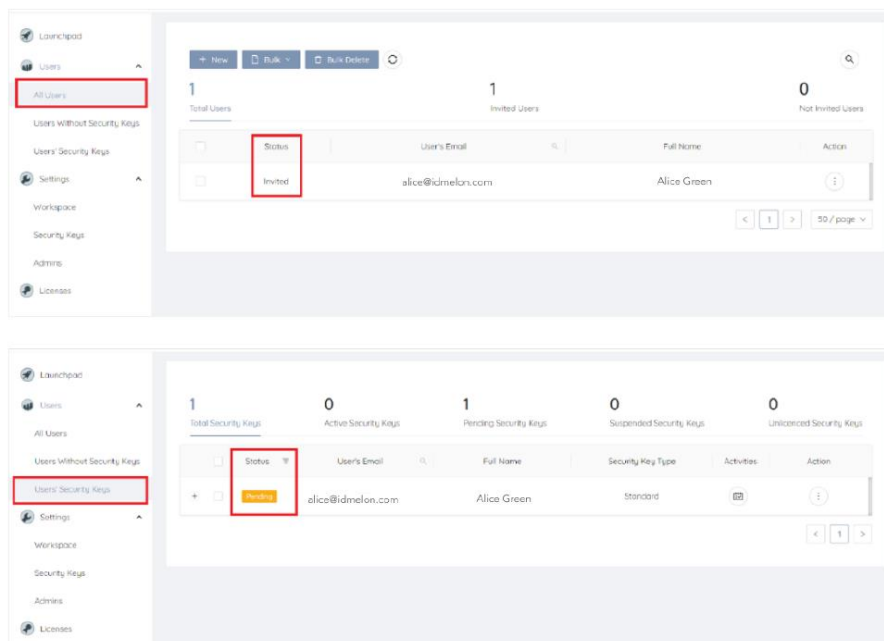 Launchpad
Users
All Users
Users Without Security Keys
Users' Security Keys
Settings
Workspace
Security Keys
Admins
Licenses
+ New
Bulk
Bulk Delete
1
Total Users
1
Invited Users
0
Not Invited Users
Status User's Email Full Name Action
Invited alice@idmelon.com Alice Green
< 1 > 50 / page
Launchpad
Users
All Users
Users Without Security Keys
Users' Security Keys
Settings
Workspace
Security Keys
Admins
Licenses
1
Total Security Keys
0
Active Security Keys
1
Pending Security Keys
0
Suspended Security Keys
0
Unlicenced Security Keys
Status User's Email Full Name Security Key Type Activities Action
+ Pending alice@idmelon.com Alice Green Standard
< 1 >